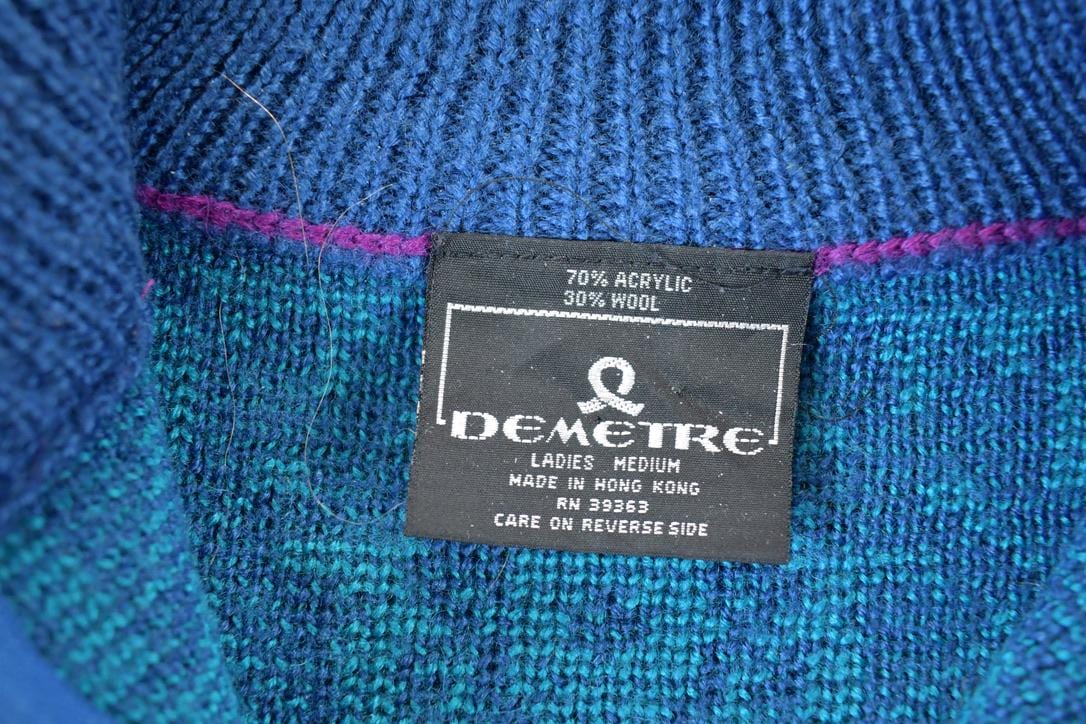 70% ACRYLIC
30% WOOL
DEMETRE
LADIES MEDIUM
MADE IN HONG KONG
RN 39363
CARE ON REVERSE SIDE